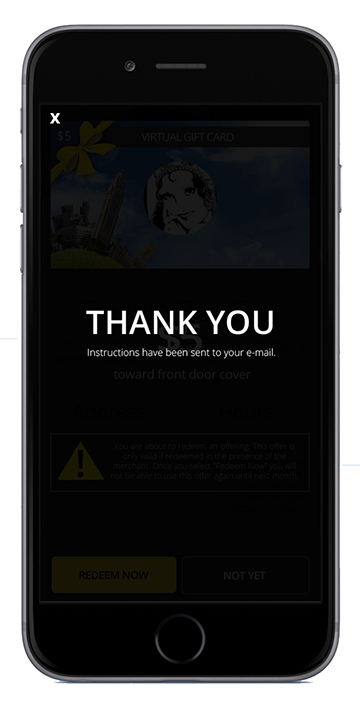 X
$5
VIRTUAL GIFT CARD
THANK YOU
$5
Instructions have been sent to your e-mail.
toward front door cover
You are about to redeem an offering. This offer is
only valid if redeemed in the presence of the
merchant. Once you select "Redeem Now" you will
not be able to use this offer again until next month.
REDEEM NOW
NOT YET